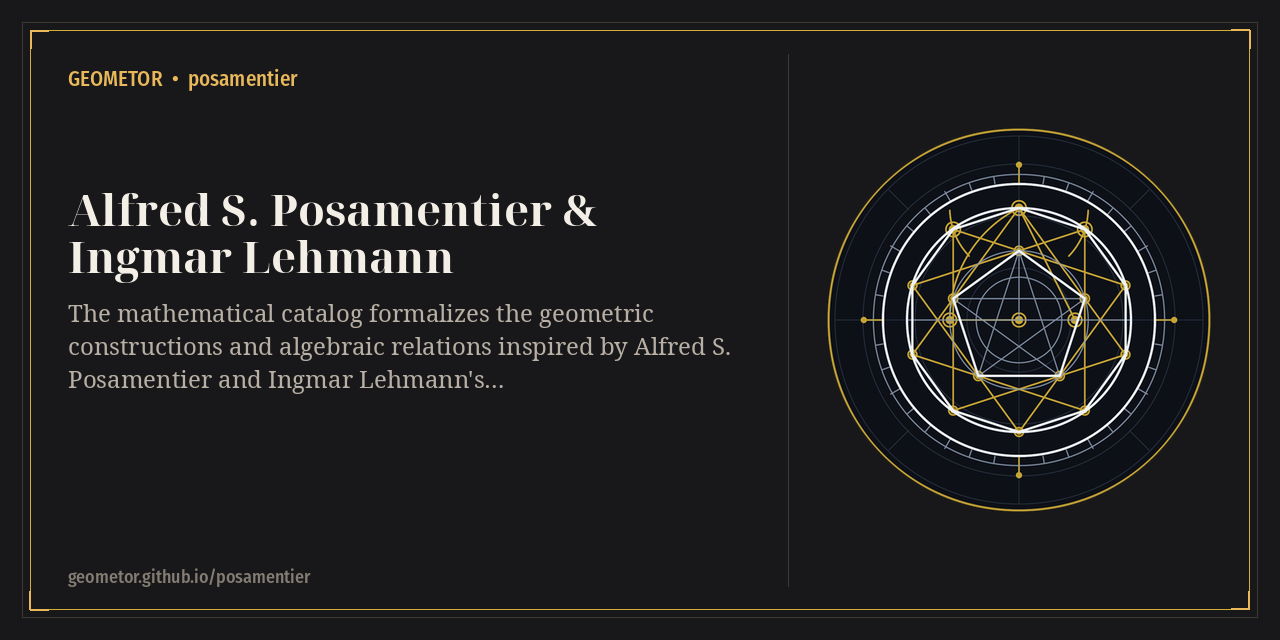 GEOMETOR • posamentier
Alfred S. Posamentier &
Ingmar Lehmann
The mathematical catalog formalizes the geometric
constructions and algebraic relations inspired by Alfred S.
Posamentier and Ingmar Lehmann's...
geometor.github.io/posamentier